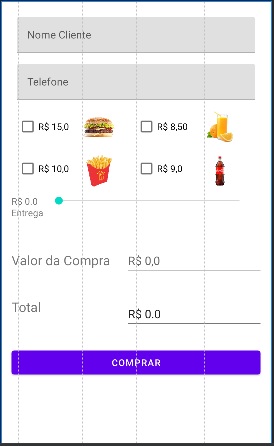 Nome Cliente
Telefone
R$ 15,0
R$ 8,50
R$ 10,0
R$ 9,0
R$ 0.0
Entrega
Valor da Compra R$ 0,0
Total R$ 0.0
COMPRAR